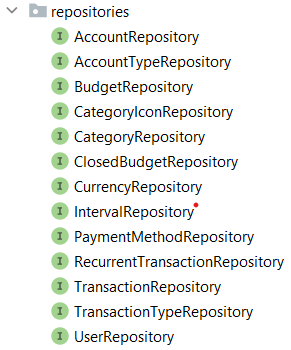 repositories
I AccountRepository
I AccountTypeRepository
I BudgetRepository
I CategoryIconRepository
I CategoryRepository
I ClosedBudgetRepository
I CurrencyRepository
I IntervalRepository
I PaymentMethodRepository
I RecurrentTransactionRepository
I TransactionRepository
I TransactionTypeRepository
I UserRepository